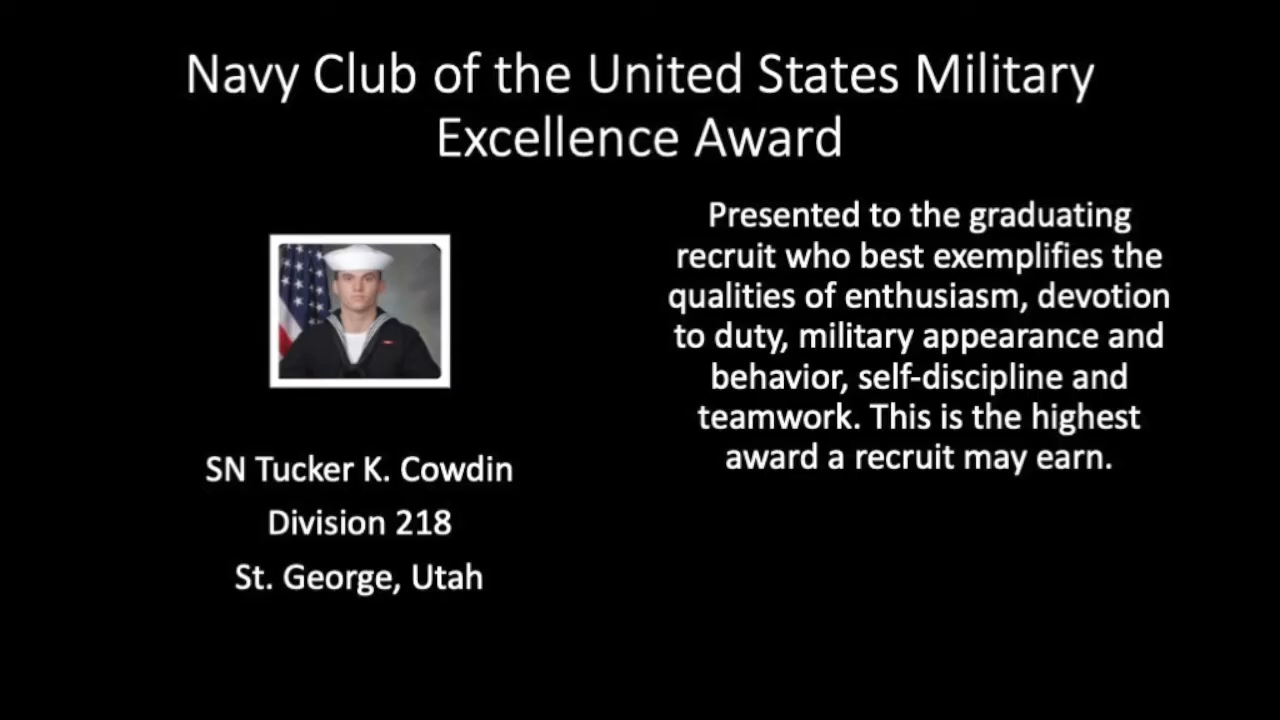 Navy Club of the United States Military
Excellence Award
SN Tucker K. Cowdin
Division 218
St. George, Utah
Presented to the graduating
recruit who best exemplifies the
qualities of enthusiasm, devotion
to duty, military appearance and
behavior, self-discipline and
teamwork. This is the highest
award a recruit may earn.